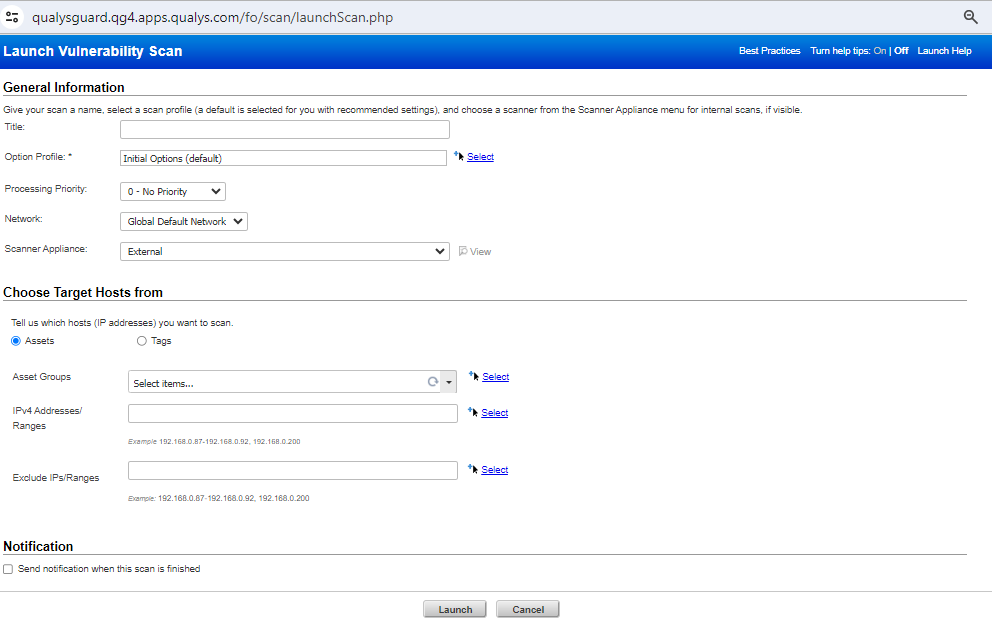 qualysguard.qg4.apps.qualys.com/fo/scan/launchScan.php
Launch Vulnerability Scan
Best Practices Turn help tips: On | Off Launch Help
General Information
Give your scan a name, select a scan profile (a default is selected for you with recommended settings), and choose a scanner from the Scanner Appliance menu for internal scans, if visible.
Title:
Option Profile: * Initial Options (default) Select
Processing Priority: 0 - No Priority
Network: Global Default Network
Scanner Appliance: External View
Choose Target Hosts from
Tell us which hosts (IP addresses) you want to scan.
Assets Tags
Asset Groups Select items... Select
IPv4 Addresses/
Ranges
Select
Example 192.168.0.87-192.168.0.92, 192.168.0.200
Exclude IPs/Ranges Select
Example: 192.168.0.87-192.168.0.92, 192.168.0.200
Notification
Send notification when this scan is finished
Launch Cancel